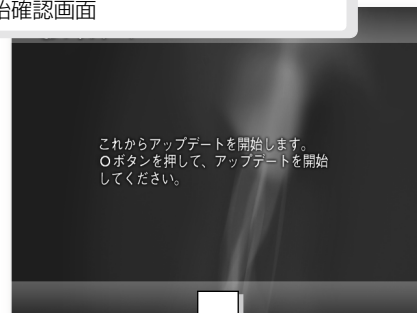 始確認画面
これからアップデートを開始します。
○ボタンを押して、アップデートを開始
してください。